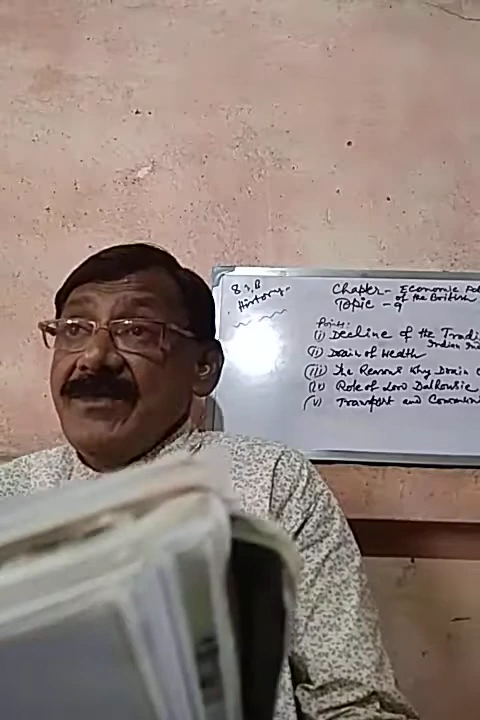 History
Chapter - Economic
Topic - 9 of the British
Points:
(i) Decline of the
Indian
(ii) Drain of Wealth
(iii) The Reasons Why Drain
(iv) Role of Lord Dalhousie
(v) Transport and